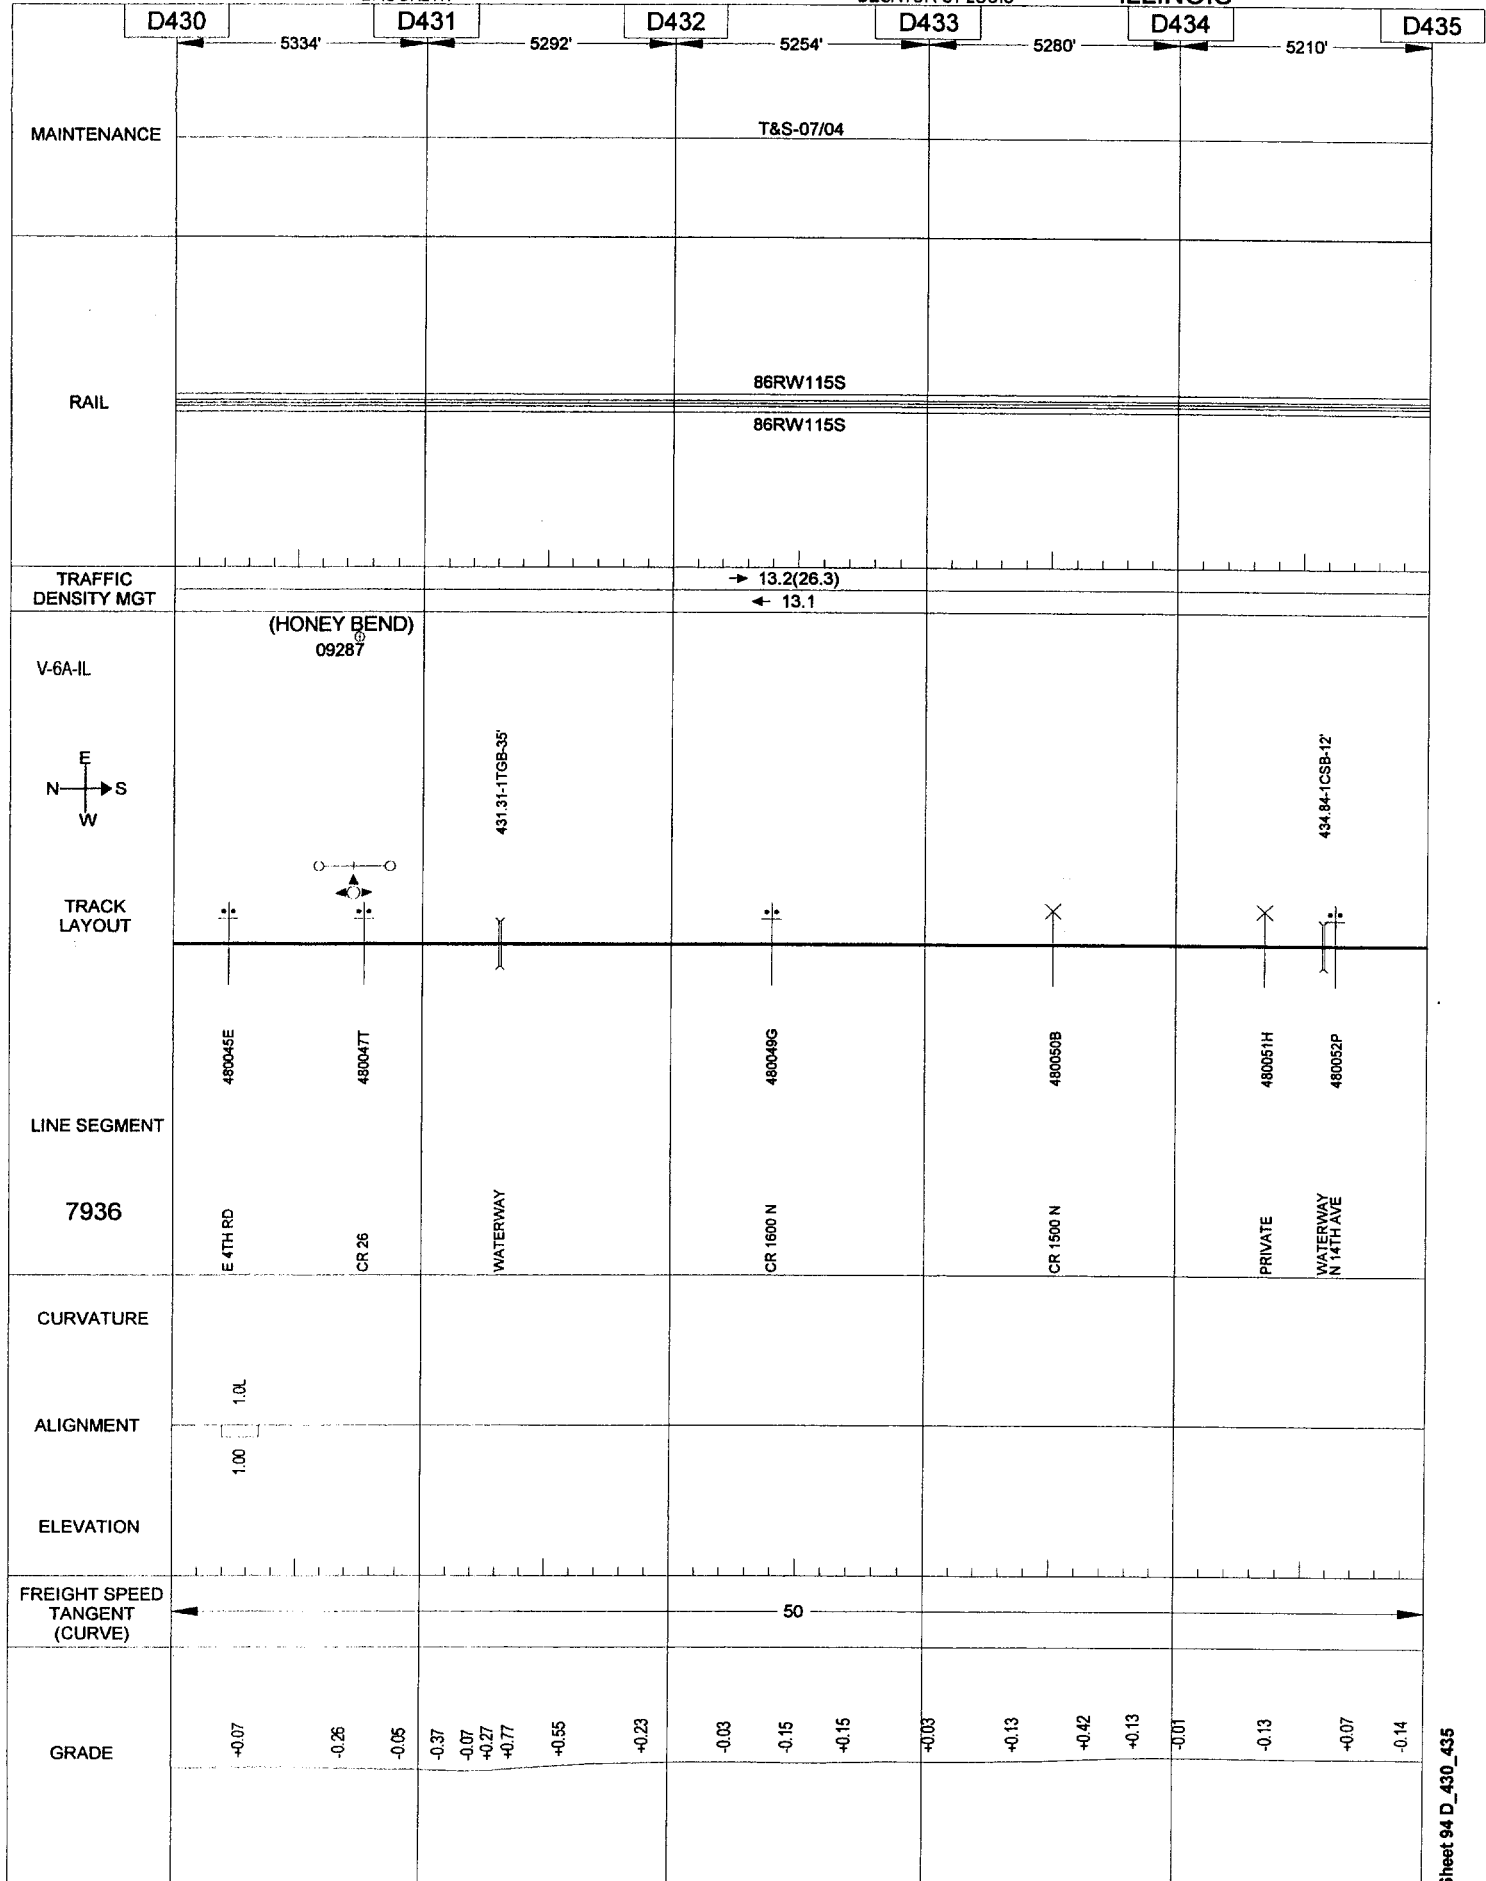 ILLINOIS
D430 D431 D432 D433 D434 D435
5334' 5292' 5254' 5280' 5210'
MAINTENANCE
T&S-07/04
RAIL
86RW115S
86RW115S
TRAFFIC
DENSITY MGT
13.2(26.3)
13.1
(HONEY BEND)
09287
V-6A-IL
E
N S
W
431.31-1TGB-35'
434.84-1CSB-12'
TRACK
LAYOUT
480045E
480047T
480049G
480050B
480051H
480052P
LINE SEGMENT
7936
E 4TH RD
CR 26
WATERWAY
CR 1600 N
CR 1500 N
PRIVATE
WATERWAY
N 14TH AVE
CURVATURE
ALIGNMENT
1.0L
1.00
ELEVATION
FREIGHT SPEED
TANGENT
(CURVE)
50
GRADE
+0.07
-0.26
-0.05
-0.37
-0.07
+0.27
+0.77
+0.55
+0.23
-0.03
-0.15
+0.15
+0.03
+0.13
+0.42
+0.13
-0.01
-0.13
+0.07
-0.14
Sheet 94 D_430_435